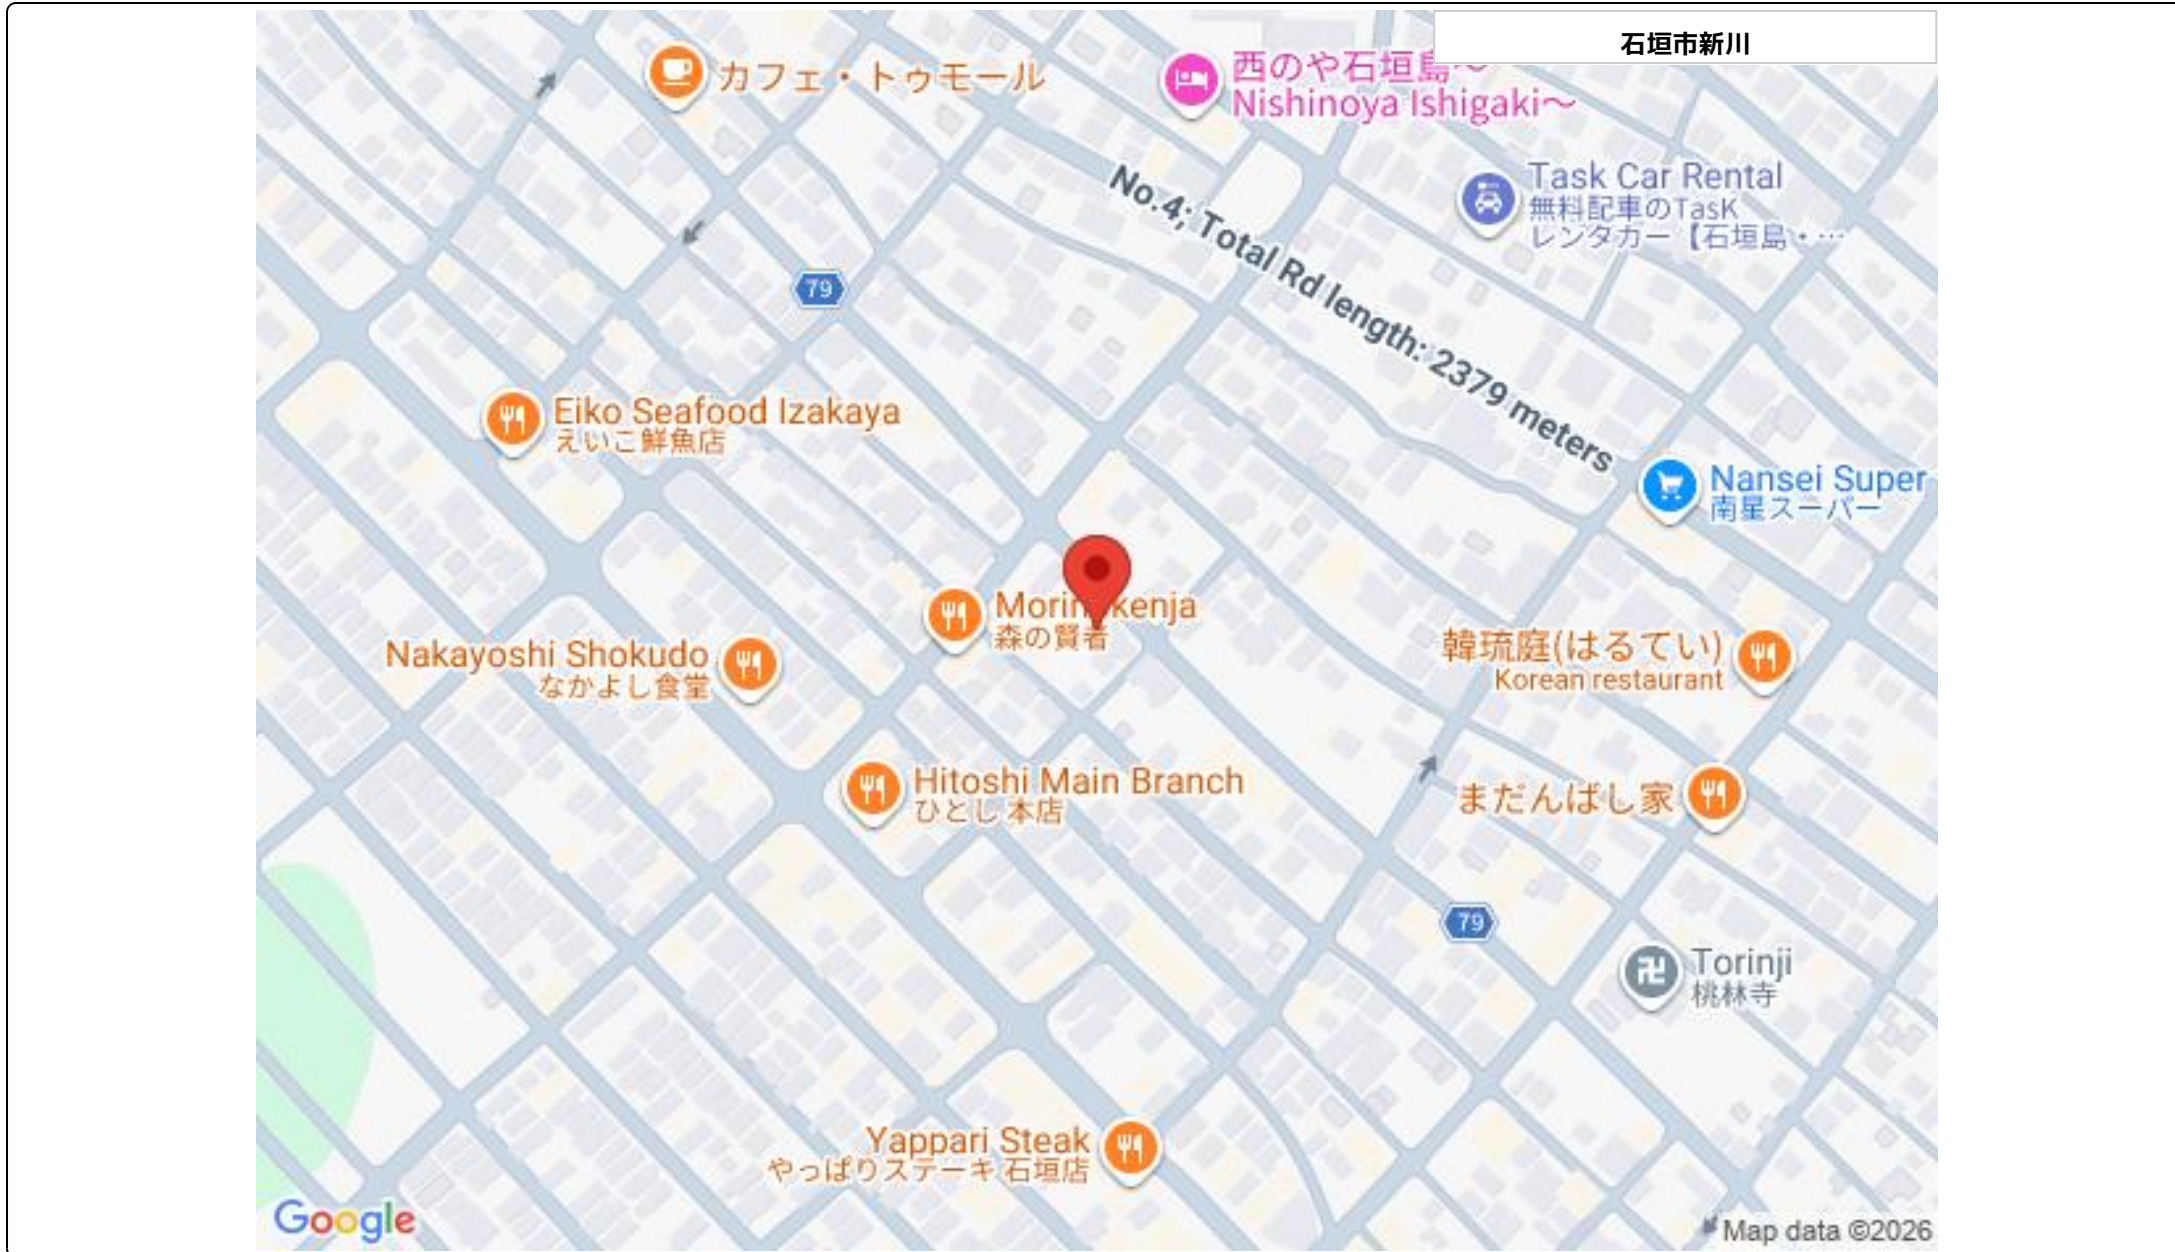 石垣市新川
カフェ・トゥモール
西のや石垣島～
Nishinoya Ishigaki～
Task Car Rental
無料配車のTasK
レンタカー【石垣島・…
No.4; Total Rd length: 2379 meters
79
Eiko Seafood Izakaya
えいこ鮮魚店
Nansei Super
南星スーパー
森の賢者
Nakayoshi Shokudo
なかよし食堂
韓琉庭(はるてい)
Korean restaurant
Hitoshi Main Branch
ひとし 本店
まだんばし家
79
Torinji
桃林寺
Yappari Steak
やっぱりステーキ 石垣店
Google
Map data ©2026